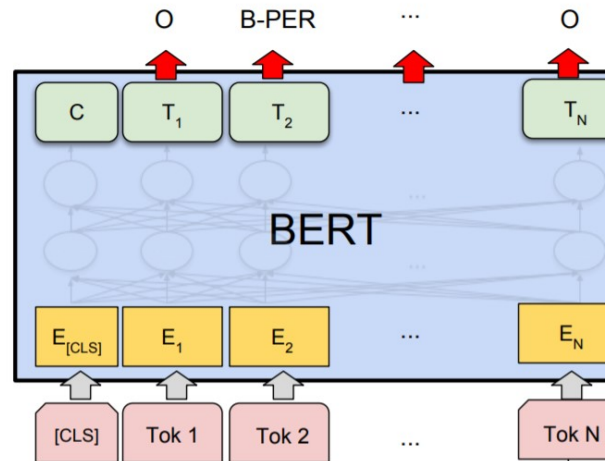 O B-PER ... O
C T1 T2 ... TN
...
BERT
...
E[CLS] E1 E2 ... EN
[CLS] Tok 1 Tok 2 ... Tok N